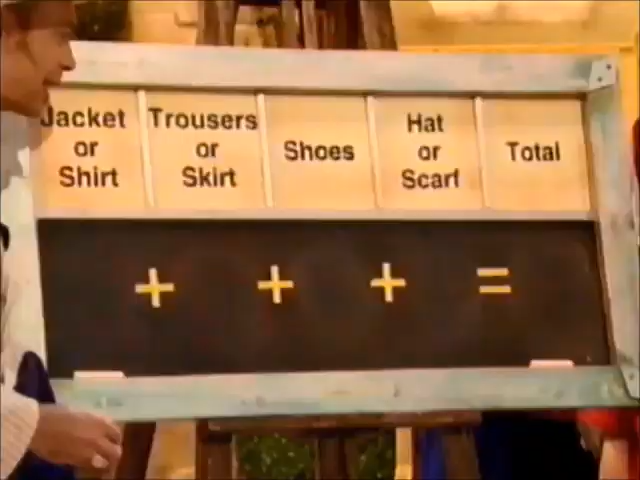 Jacket
or
Shirt
Trousers
or
Skirt
Shoes
Hat
or
Scarf
Total
+ + + =